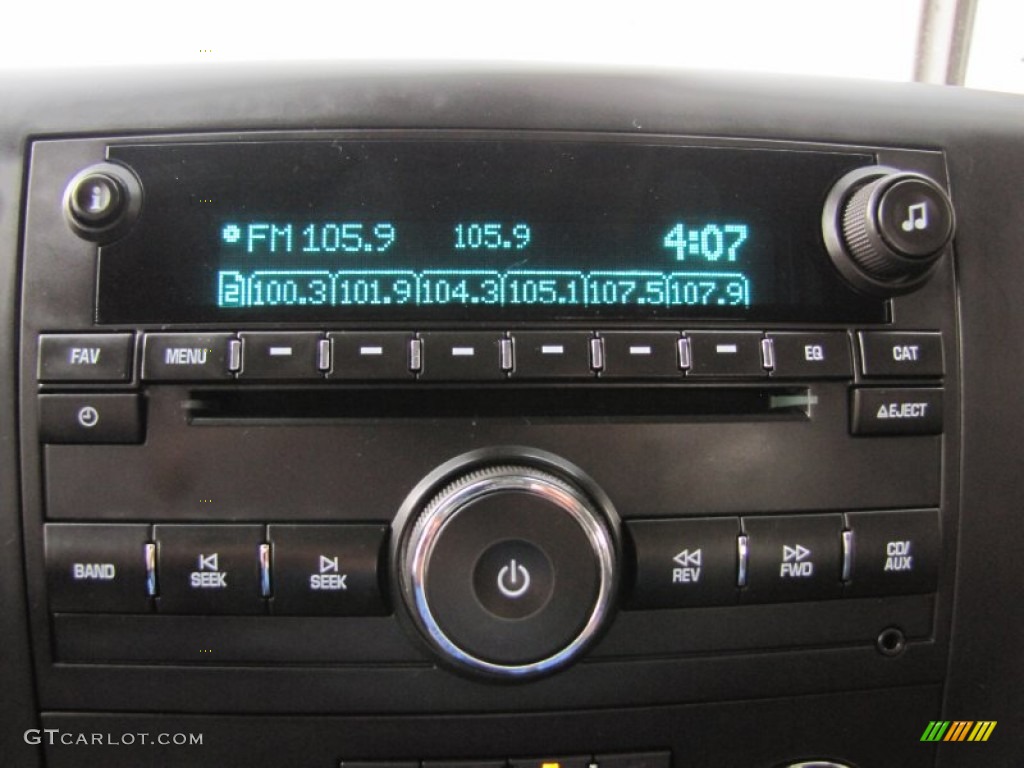 FM 105.9 105.9 4:07
2 100.3 101.9 104.3 105.1 107.5 107.9
FAV MENU EQ CAT
EJECT
BAND SEEK SEEK REV FWD CD/
AUX
GTCARLOT.COM